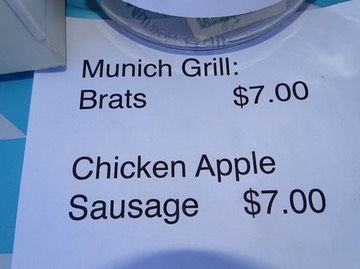 Munich Grill:
Brats $7.00
Chicken Apple
Sausage $7.00